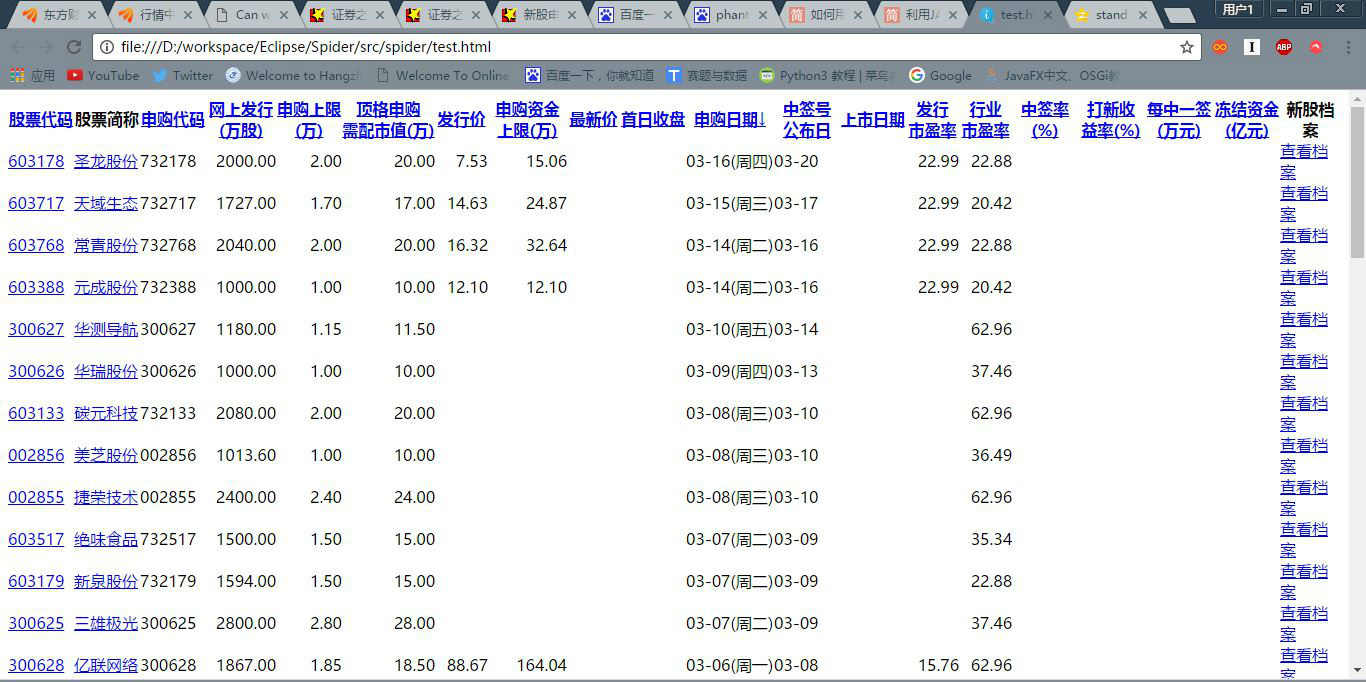 东方财 行情中 Can w 证券之 证券之 新股申 百度一 phant 如何用 利用JA test.ht stand 用户1
file:///D:/workspace/Eclipse/Spider/src/spider/test.html ABP
应用 YouTube Twitter Welcome to Hangz Welcome To Online 百度一下，你就知道 赛题与数据 Python3 教程 | 菜鸟 Google JavaFX中文、OSGi
股票代码 股票简称 申购代码 网上发行(万股) 申购上限(万) 顶格申购需配市值(万) 发行价 申购资金上限(万) 最新价 首日收盘 申购日期↓ 中签号公布日 上市日期 发行市盈率 行业市盈率 中签率(%) 打新收益率(%) 每中一签(万元) 冻结资金(亿元) 新股档案
603178 圣龙股份 732178 2000.00 2.00 20.00 7.53 15.06 03-16(周四) 03-20 22.99 22.88 查看档案
603717 天域生态 732717 1727.00 1.70 17.00 14.63 24.87 03-15(周三) 03-17 22.99 20.42 查看档案
603768 常青股份 732768 2040.00 2.00 20.00 16.32 32.64 03-14(周二) 03-16 22.99 22.88 查看档案
603388 元成股份 732388 1000.00 1.00 10.00 12.10 12.10 03-14(周二) 03-16 22.99 20.42 查看档案
300627 华测导航 300627 1180.00 1.15 11.50 03-10(周五) 03-14 62.96 查看档案
300626 华瑞股份 300626 1000.00 1.00 10.00 03-09(周四) 03-13 37.46 查看档案
603133 碳元科技 732133 2080.00 2.00 20.00 03-08(周三) 03-10 62.96 查看档案
002856 美芝股份 002856 1013.60 1.00 10.00 03-08(周三) 03-10 36.49 查看档案
002855 捷荣技术 002855 2400.00 2.40 24.00 03-08(周三) 03-10 62.96 查看档案
603517 绝味食品 732517 1500.00 1.50 15.00 03-07(周二) 03-09 35.34 查看档案
603179 新泉股份 732179 1594.00 1.50 15.00 03-07(周二) 03-09 22.88 查看档案
300625 三雄极光 300625 2800.00 2.80 28.00 03-07(周二) 03-09 37.46 查看档案
300628 亿联网络 300628 1867.00 1.85 18.50 88.67 164.04 03-06(周一) 03-08 15.76 62.96 查看档案